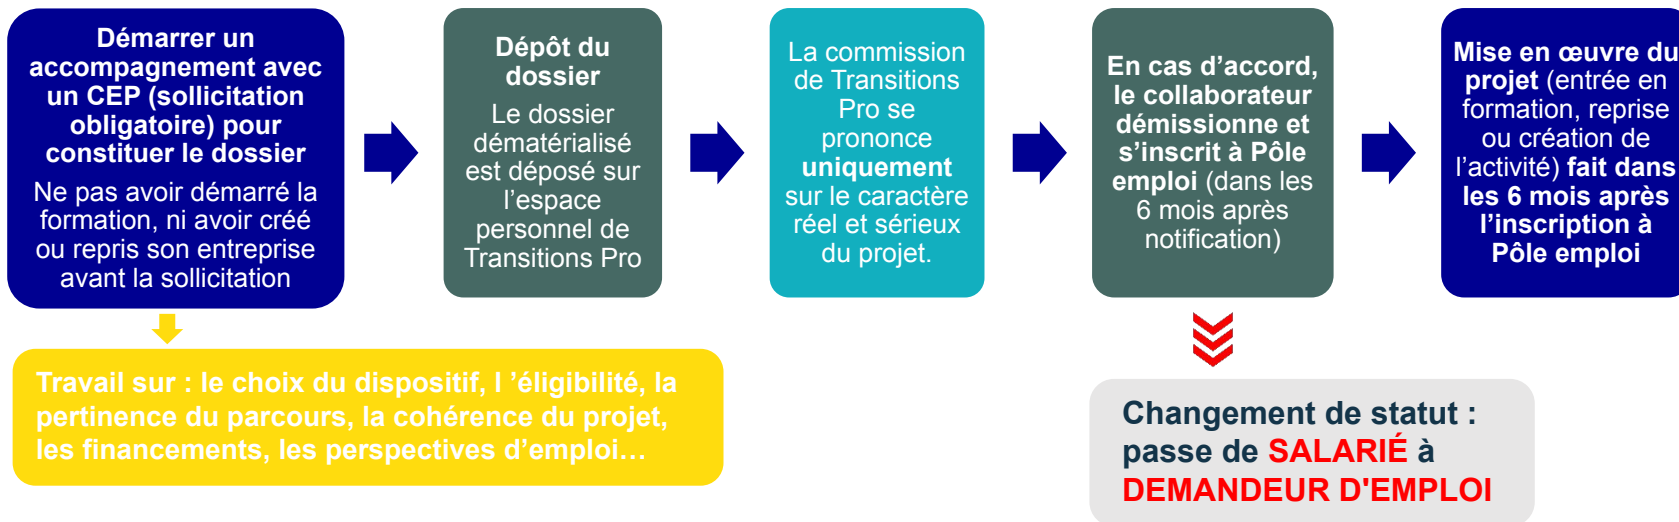 Démarrer un
accompagnement avec
un CEP (sollicitation
obligatoire) pour
constituer le dossier
Ne pas avoir démarré la
formation, ni avoir créé
ou repris son entreprise
avant la sollicitation
Dépôt du
dossier
Le dossier
dématérialisé
est déposé sur
l’espace
personnel de
Transitions Pro
La commission
de Transitions
Pro se
prononce
uniquement
sur le caractère
réel et sérieux
du projet.
En cas d’accord,
le collaborateur
démissionne et
s’inscrit à Pôle
emploi (dans les
6 mois après
notification)
Mise en œuvre du
projet (entrée en
formation, reprise
ou création de
l’activité) fait dans
les 6 mois après
l’inscription à
Pôle emploi
Travail sur : le choix du dispositif, l ’éligibilité, la
pertinence du parcours, la cohérence du projet,
les financements, les perspectives d’emploi…
Changement de statut :
passe de SALARIÉ à
DEMANDEUR D'EMPLOI